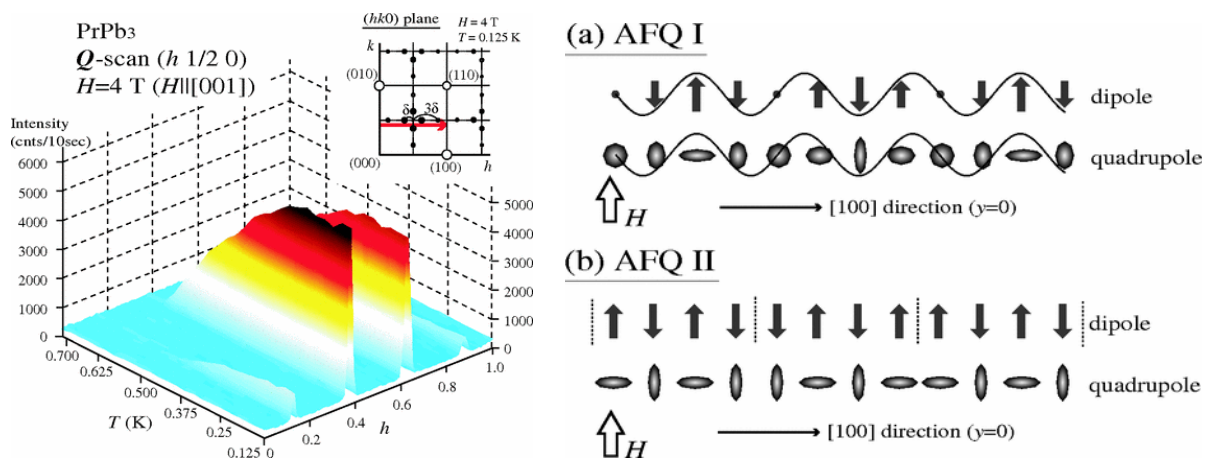 PrPb3
Q-scan (h 1/2 0)
H=4 T (H||[001])
Intensity
(cnts/10sec)
6000
5000
4000
3000
2000
1000
0
5000
4000
3000
2000
1000
0
0.700
0.625
0.500
0.375
0.25
0.125
T (K)
0
0.2
0.4
0.6
0.8
1.0
h
(hk0) plane
H=4 T
T=0.125 K
k
(010)
(110)
δ
3δ
(000)
(100)
h
(a) AFQ I
dipole
quadrupole
H
[100] direction (y=0)
(b) AFQ II
dipole
quadrupole
H
[100] direction (y=0)